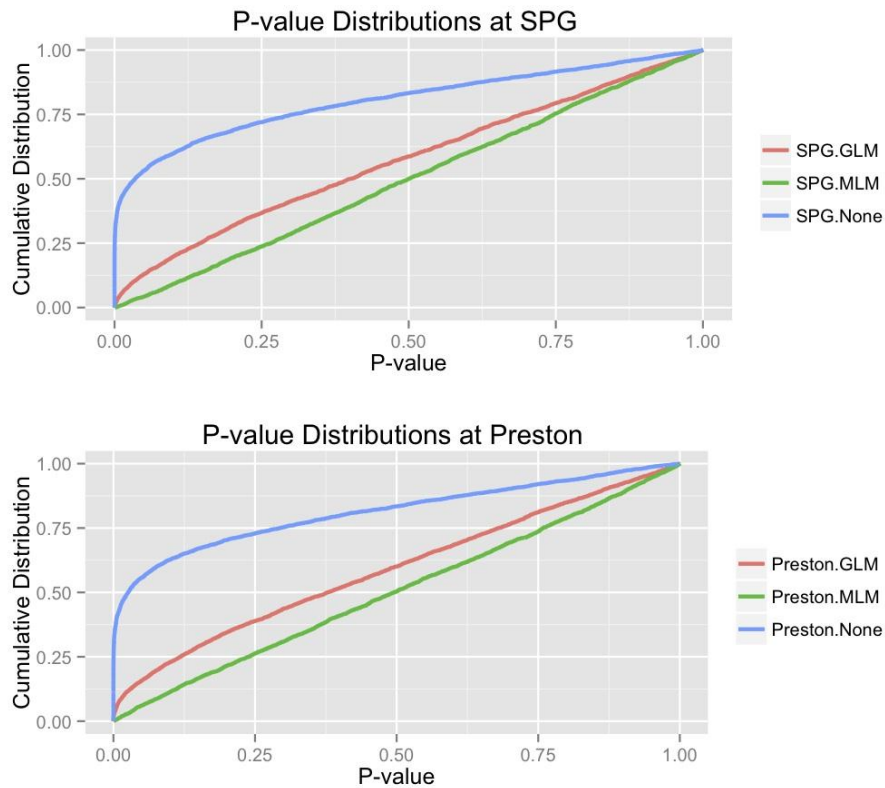 P-value Distributions at SPG
Cumulative Distribution
1.00
0.75
0.50
0.25
0.00
0.00 0.25 0.50 0.75 1.00
P-value
SPG.GLM
SPG.MLM
SPG.None
P-value Distributions at Preston
Cumulative Distribution
1.00
0.75
0.50
0.25
0.00
0.00 0.25 0.50 0.75 1.00
P-value
Preston.GLM
Preston.MLM
Preston.None